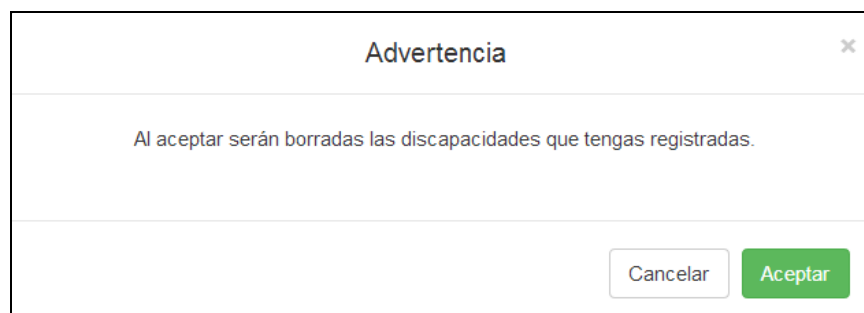 Advertencia
×
Al aceptar serán borradas las discapacidades que tengas registradas.
Cancelar
Aceptar